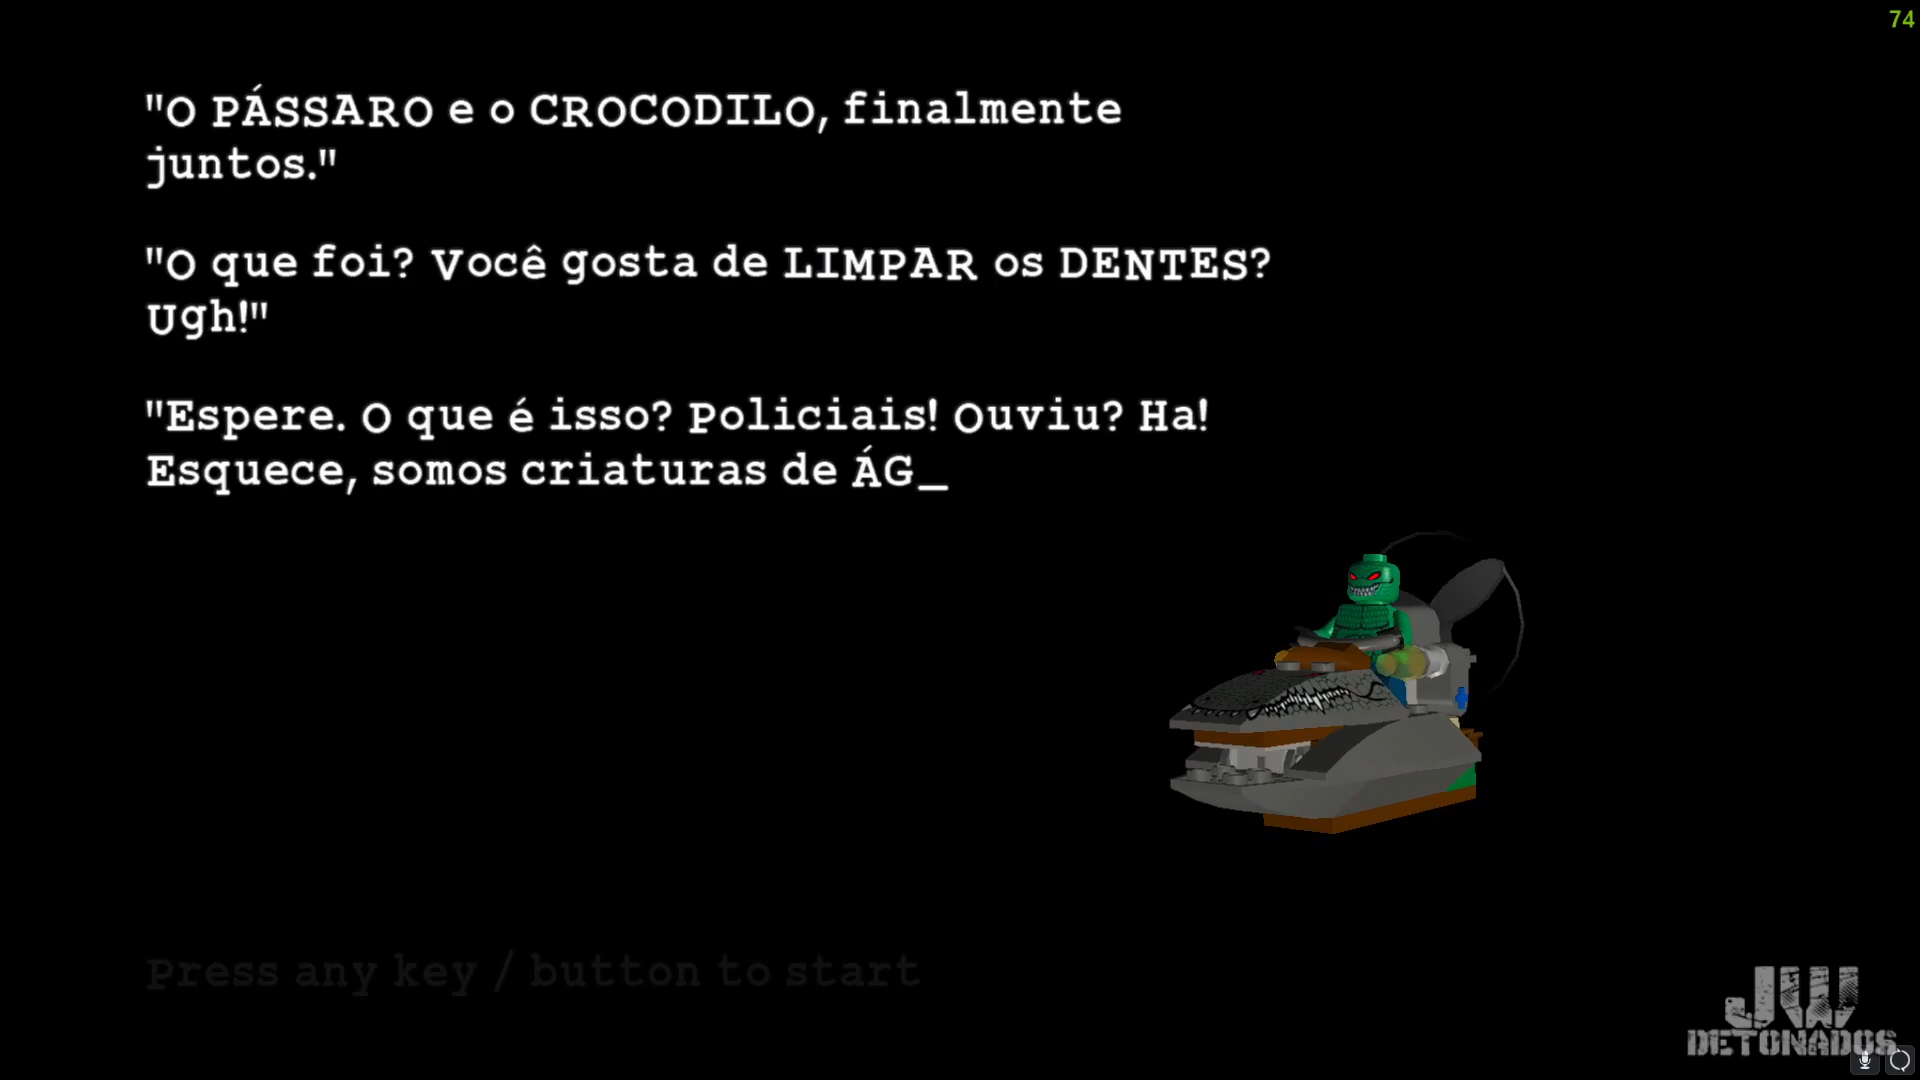 74
"O PÁSSARO e o CROCODILO, finalmente
juntos."
"O que foi? Você gosta de LIMPAR os DENTES?
Ugh!"
"Espere. O que é isso? Policiais! Ouviu? Ha!
Esquece, somos criaturas de ÁG_
Press any key / button to start
JW
DETONADOS